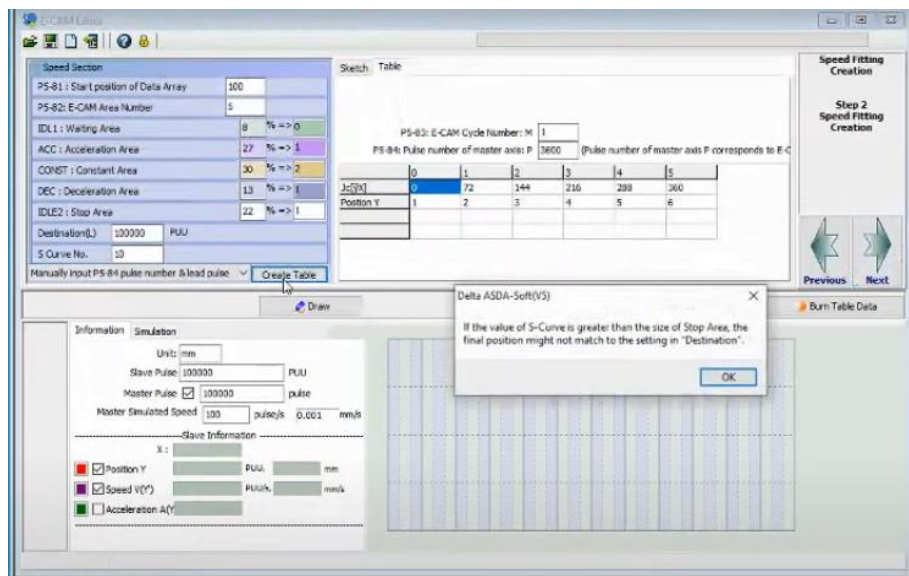 E-CAM Editor
Speed Section
P5-81 : Start position of Data Array 100
P5-82: E-CAM Area Number 5
IDL1 : Waiting Area 8 % => 0
ACC : Acceleration Area 27 % => 1
CONST : Constant Area 30 % => 2
DEC : Deceleration Area 13 % => 1
IDLE2 : Stop Area 22 % => 1
Destination(L) 100000 PUU
S Curve No. 10
Manually input P5-84 pulse number & lead pulse Create Table
Sketch Table
P5-83: E-CAM Cycle Number: M 1
P5-84: Pulse number of master axis: P 3600 (Pulse number of master axis P corresponds to E-C
0 1 2 3 4 5
0 72 144 216 288 360
Position Y 1 2 3 4 5 6
Speed Fitting
Creation
Step 2
Speed Fitting
Creation
Previous Next
Draw
Burn Table Data
Delta ASDA-Soft(V5)
If the value of S-Curve is greater than the size of Stop Area, the
final position might not match to the setting in "Destination".
OK
Information Simulation
Unit: mm
Slave Pulse 100000 PUU
Master Pulse 100000 pulse
Master Simulated Speed 100 pulse/s 0.001 mm/s
Slave Information
X :
Position Y PUU, mm
Speed V(Y') PUU/s, mm/s
Acceleration A(Y